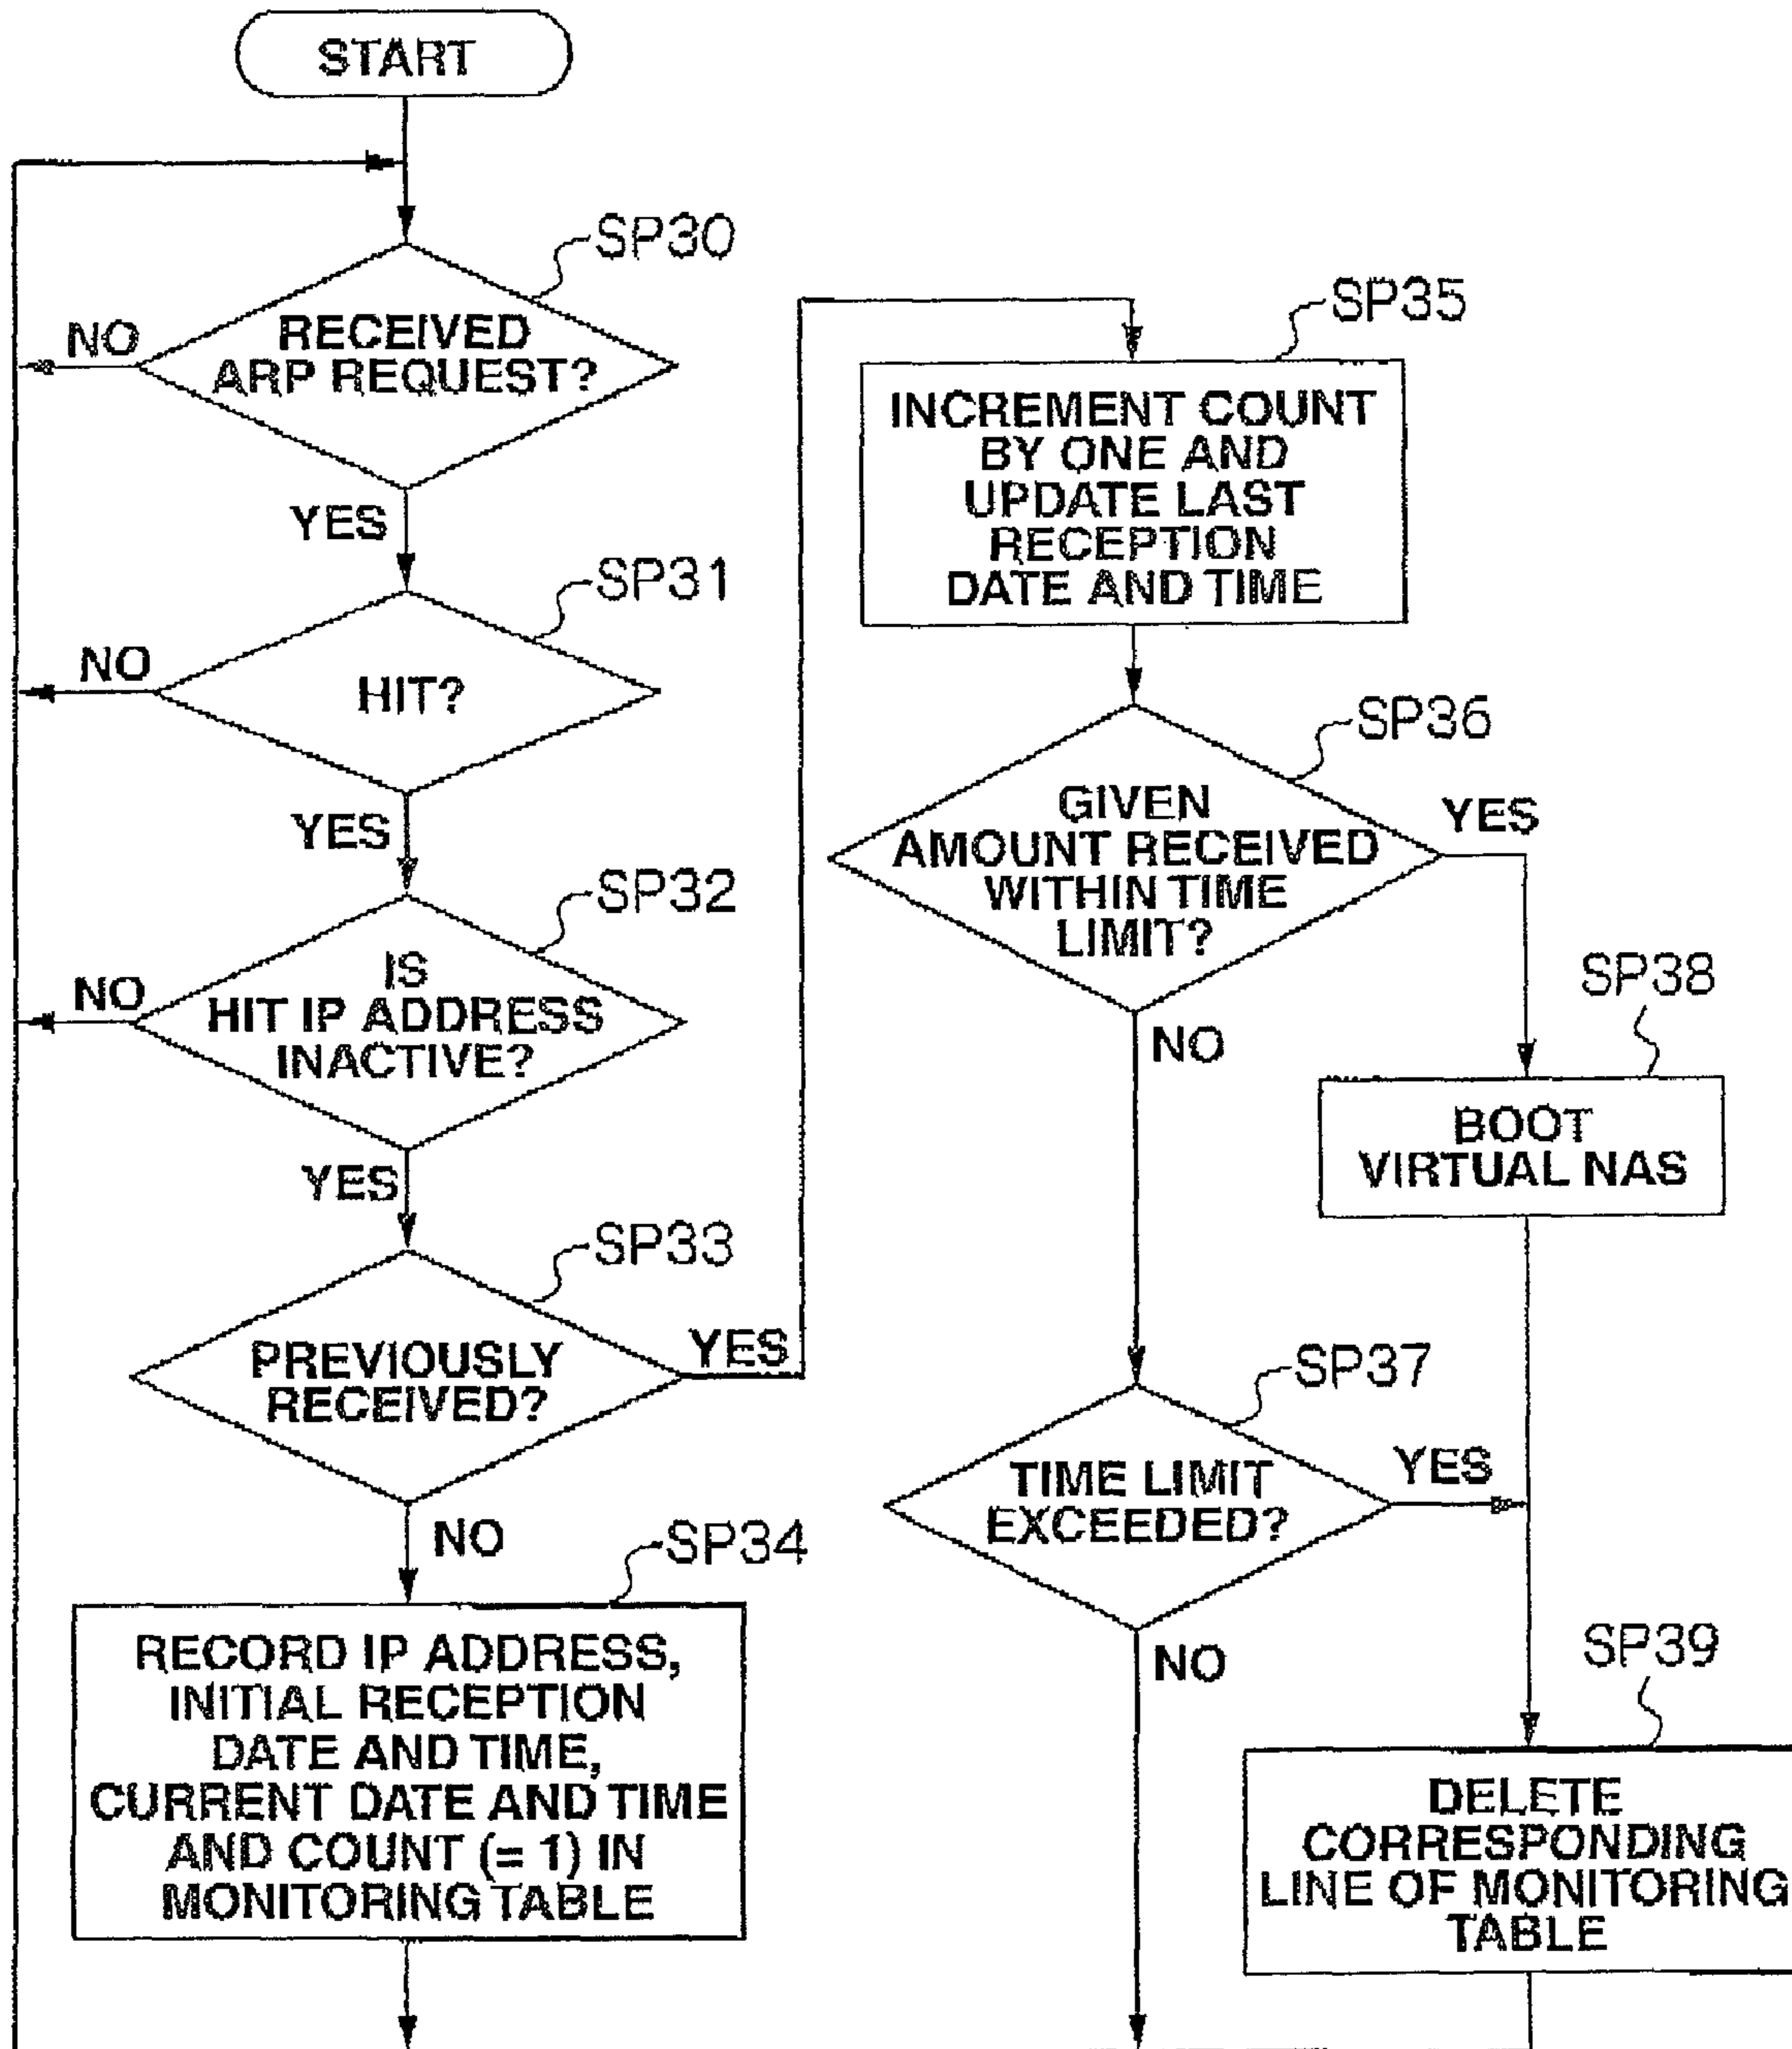 START
SP30
RECEIVED
ARP REQUEST?
NO
YES
SP31
HIT?
NO
YES
SP32
IS
HIT IP ADDRESS
INACTIVE?
NO
YES
SP33
PREVIOUSLY
RECEIVED?
YES
NO
SP34
RECORD IP ADDRESS,
INITIAL RECEPTION
DATE AND TIME,
CURRENT DATE AND TIME
AND COUNT (= 1) IN
MONITORING TABLE
SP35
INCREMENT COUNT
BY ONE AND
UPDATE LAST
RECEPTION
DATE AND TIME
SP36
GIVEN
AMOUNT RECEIVED
WITHIN TIME
LIMIT?
YES
NO
SP38
BOOT
VIRTUAL NAS
SP37
TIME LIMIT
EXCEEDED?
YES
NO
SP39
DELETE
CORRESPONDING
LINE OF MONITORING
TABLE